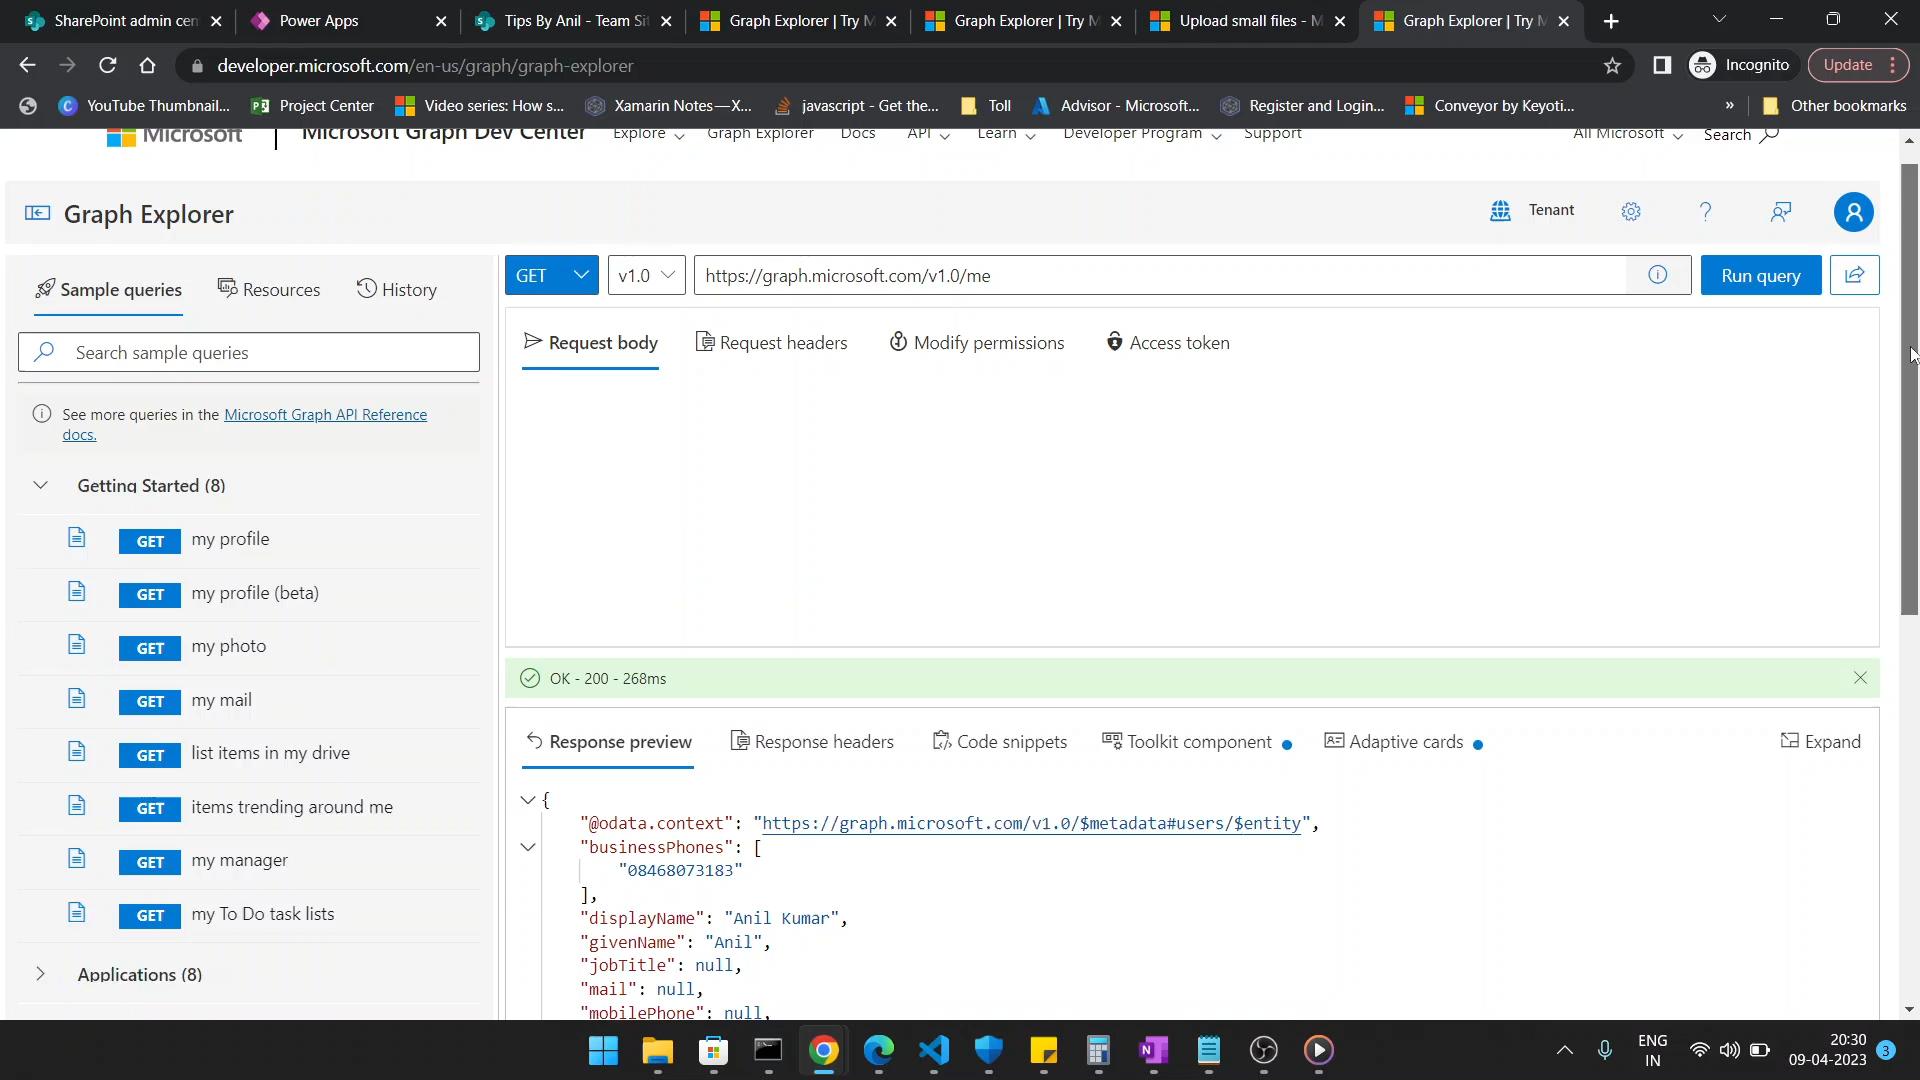 SharePoint admin cen
Power Apps
Tips By Anil - Team Si
Graph Explorer | Try M
Graph Explorer | Try M
Upload small files - M
Graph Explorer | Try M
developer.microsoft.com/en-us/graph/graph-explorer
Incognito
Update
YouTube Thumbnail...
Project Center
Video series: How s...
Xamarin Notes—X...
javascript - Get the...
Toll
Advisor - Microsoft...
Register and Login...
Conveyor by Keyoti...
»
Other bookmarks
Microsoft
Microsoft Graph Dev Center
Explore
Graph Explorer
Docs
API
Learn
Developer Program
Support
All Microsoft
Search
Graph Explorer
Tenant
Sample queries
Resources
History
GET
v1.0
https://graph.microsoft.com/v1.0/me
Run query
Search sample queries
Request body
Request headers
Modify permissions
Access token
See more queries in the Microsoft Graph API Reference
docs.
Getting Started (8)
GET my profile
GET my profile (beta)
GET my photo
GET my mail
GET list items in my drive
GET items trending around me
GET my manager
GET my To Do task lists
Applications (8)
OK - 200 - 268ms
Response preview
Response headers
Code snippets
Toolkit component
Adaptive cards
Expand
{
"@odata.context": "https://graph.microsoft.com/v1.0/$metadata#users/$entity",
"businessPhones": [
"08468073183"
],
"displayName": "Anil Kumar",
"givenName": "Anil",
"jobTitle": null,
"mail": null,
"mobilePhone": null,
ENG
IN
20:30
09-04-2023
3